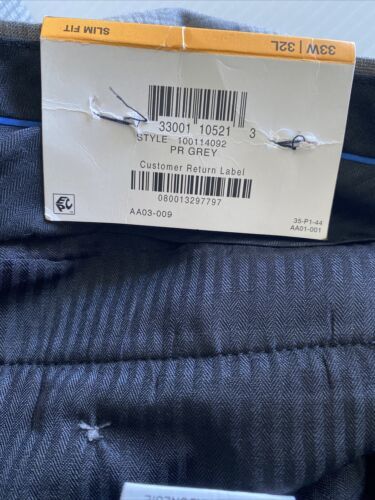 SLIM FIT
33W | 32L
33001 10521 3
STYLE 100114092
PR GREY
Customer Return Label
080013297797
AA03-009
35-P1-44
AA01-001